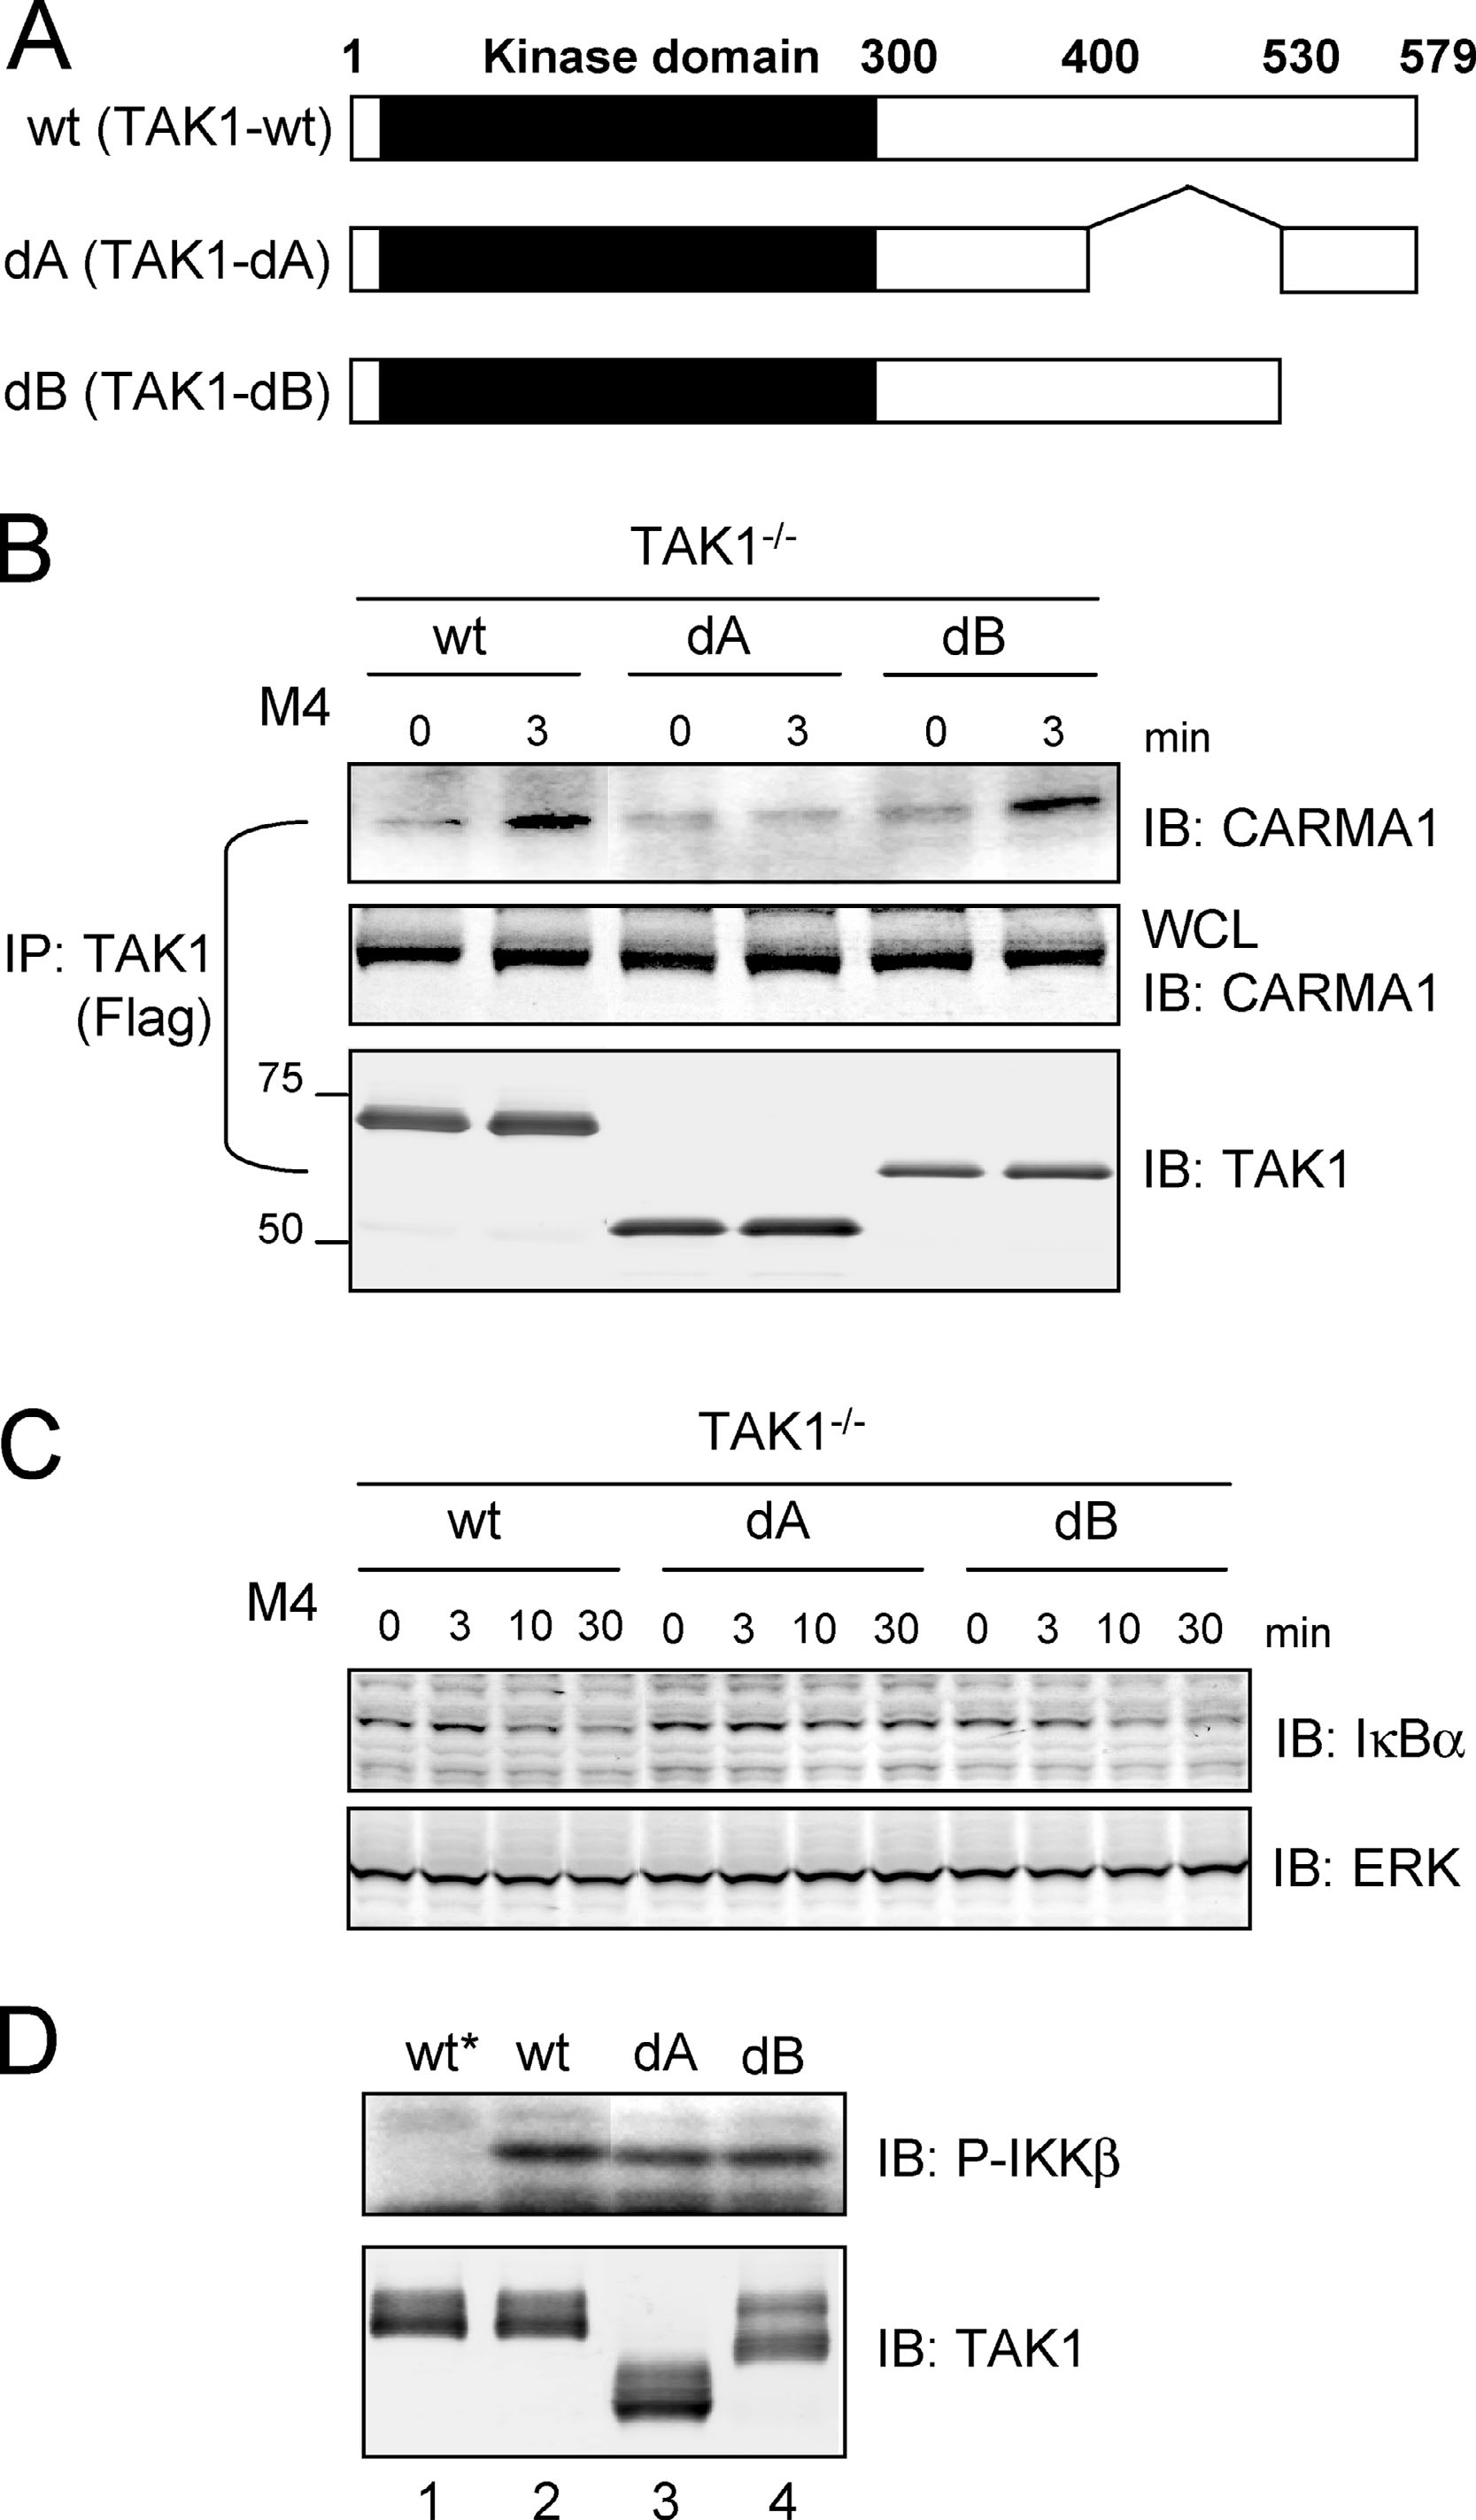 A
1 Kinase domain 300 400 530 579
wt (TAK1-wt)
dA (TAK1-dA)
dB (TAK1-dB)
B
TAK1-/-
wt dA dB
M4 0 3 0 3 0 3 min
IB: CARMA1
WCL
IB: CARMA1
IP: TAK1
(Flag)
75
50
IB: TAK1
C
TAK1-/-
wt dA dB
M4 0 3 10 30 0 3 10 30 0 3 10 30 min
IB: IκBα
IB: ERK
D
wt* wt dA dB
IB: P-IKKβ
IB: TAK1
1 2 3 4